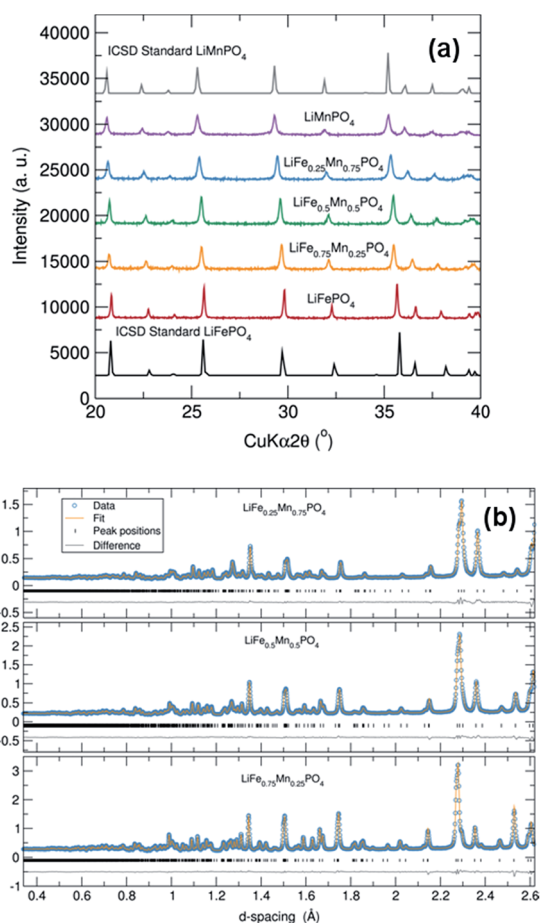 (a)
40000
35000
30000
25000
20000
15000
10000
5000
0
Intensity (a. u.)
ICSD Standard LiMnPO4
LiMnPO4
LiFe0.25Mn0.75PO4
LiFe0.5Mn0.5PO4
LiFe0.75Mn0.25PO4
LiFePO4
ICSD Standard LiFePO4
20 25 30 35 40
CuKα2θ (°)
(b)
LiFe0.25Mn0.75PO4
Data
Fit
Peak positions
Difference
1.5
1
0.5
0
-0.5
LiFe0.5Mn0.5PO4
2.5
2
1.5
1
0.5
0
-0.5
LiFe0.75Mn0.25PO4
3
2
1
0
-1
0.4 0.6 0.8 1 1.2 1.4 1.6 1.8 2 2.2 2.4 2.6
d-spacing (Å)